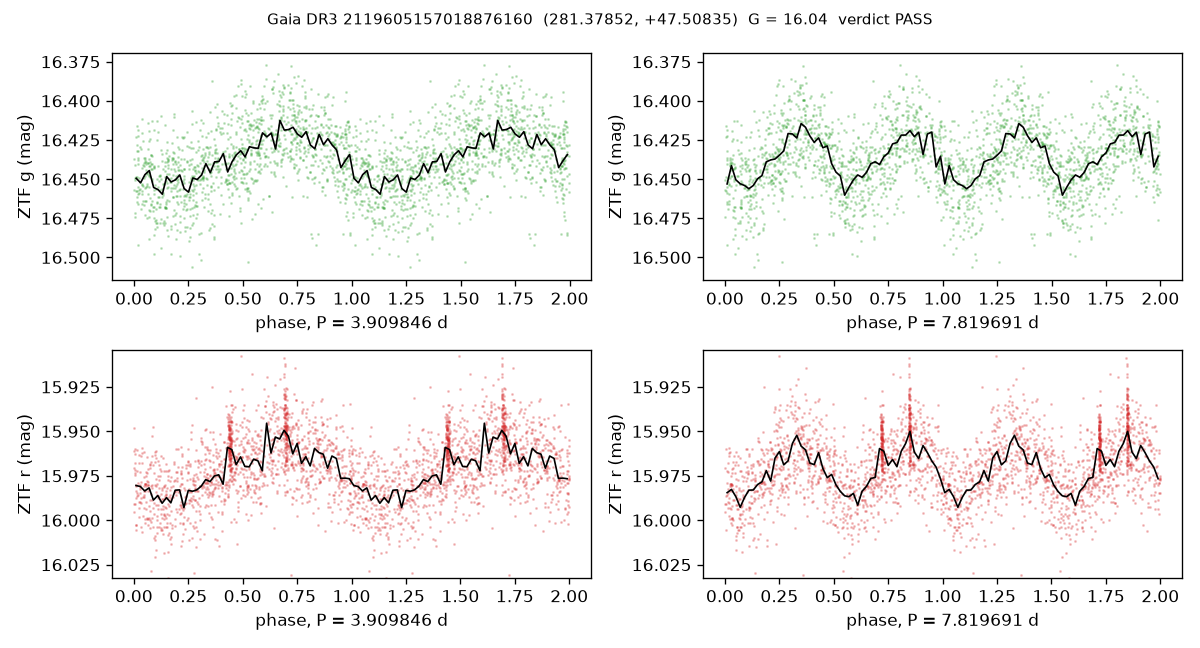 Gaia DR3 2119605157018876160 (281.37852, +47.50835) G = 16.04 verdict PASS
ZTF g (mag)
16.375
16.400
16.425
16.450
16.475
16.500
0.00 0.25 0.50 0.75 1.00 1.25 1.50 1.75 2.00
phase, P = 3.909846 d
ZTF g (mag)
16.375
16.400
16.425
16.450
16.475
16.500
0.00 0.25 0.50 0.75 1.00 1.25 1.50 1.75 2.00
phase, P = 7.819691 d
ZTF r (mag)
15.925
15.950
15.975
16.000
16.025
0.00 0.25 0.50 0.75 1.00 1.25 1.50 1.75 2.00
phase, P = 3.909846 d
ZTF r (mag)
15.925
15.950
15.975
16.000
16.025
0.00 0.25 0.50 0.75 1.00 1.25 1.50 1.75 2.00
phase, P = 7.819691 d